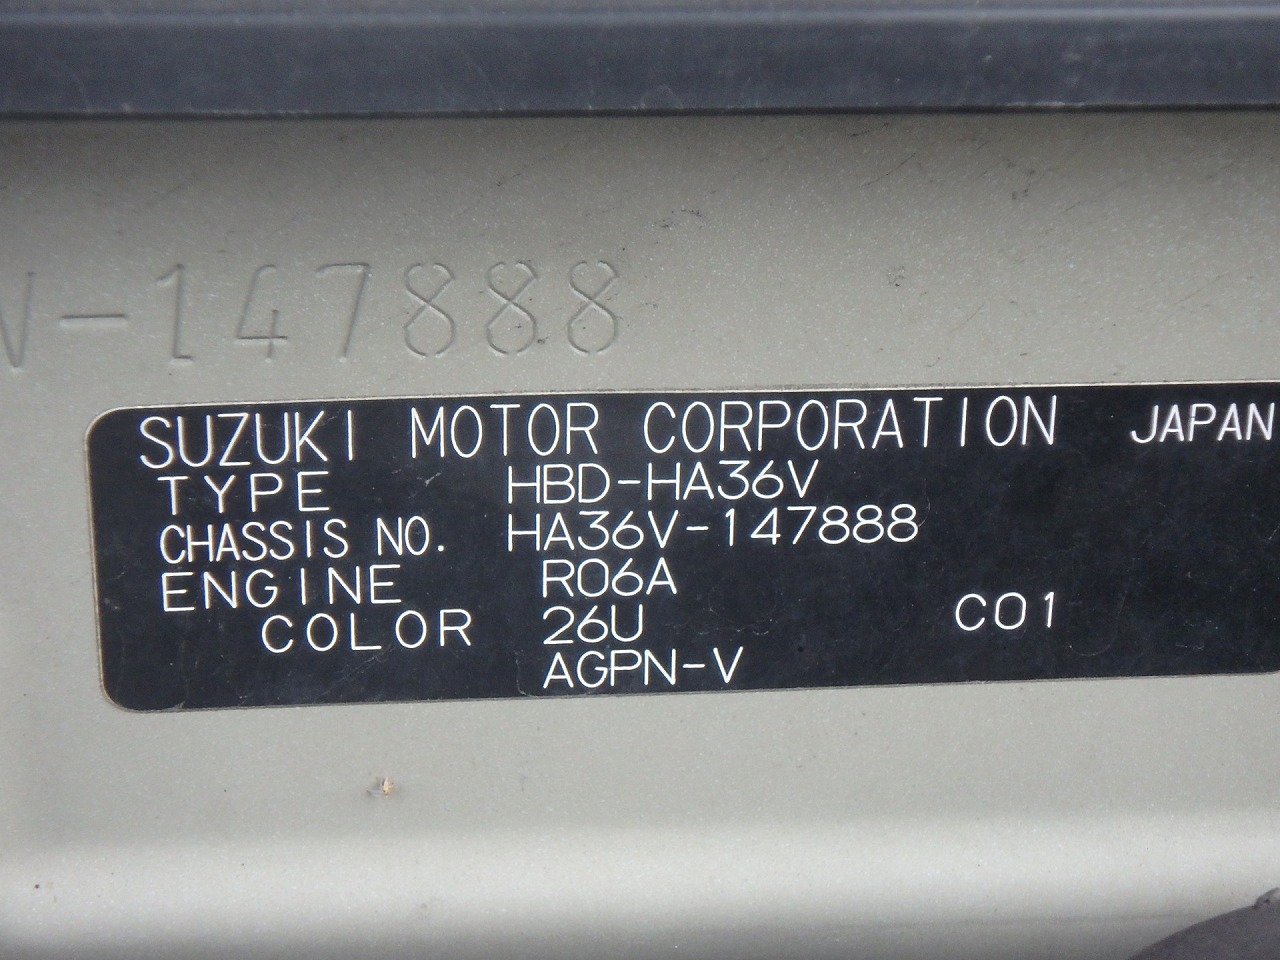 V-147888
SUZUKI MOTOR CORPORATION JAPAN
TYPE HBD-HA36V
CHASSIS NO. HA36V-147888
ENGINE R06A
COLOR 26U C01
AGPN-V